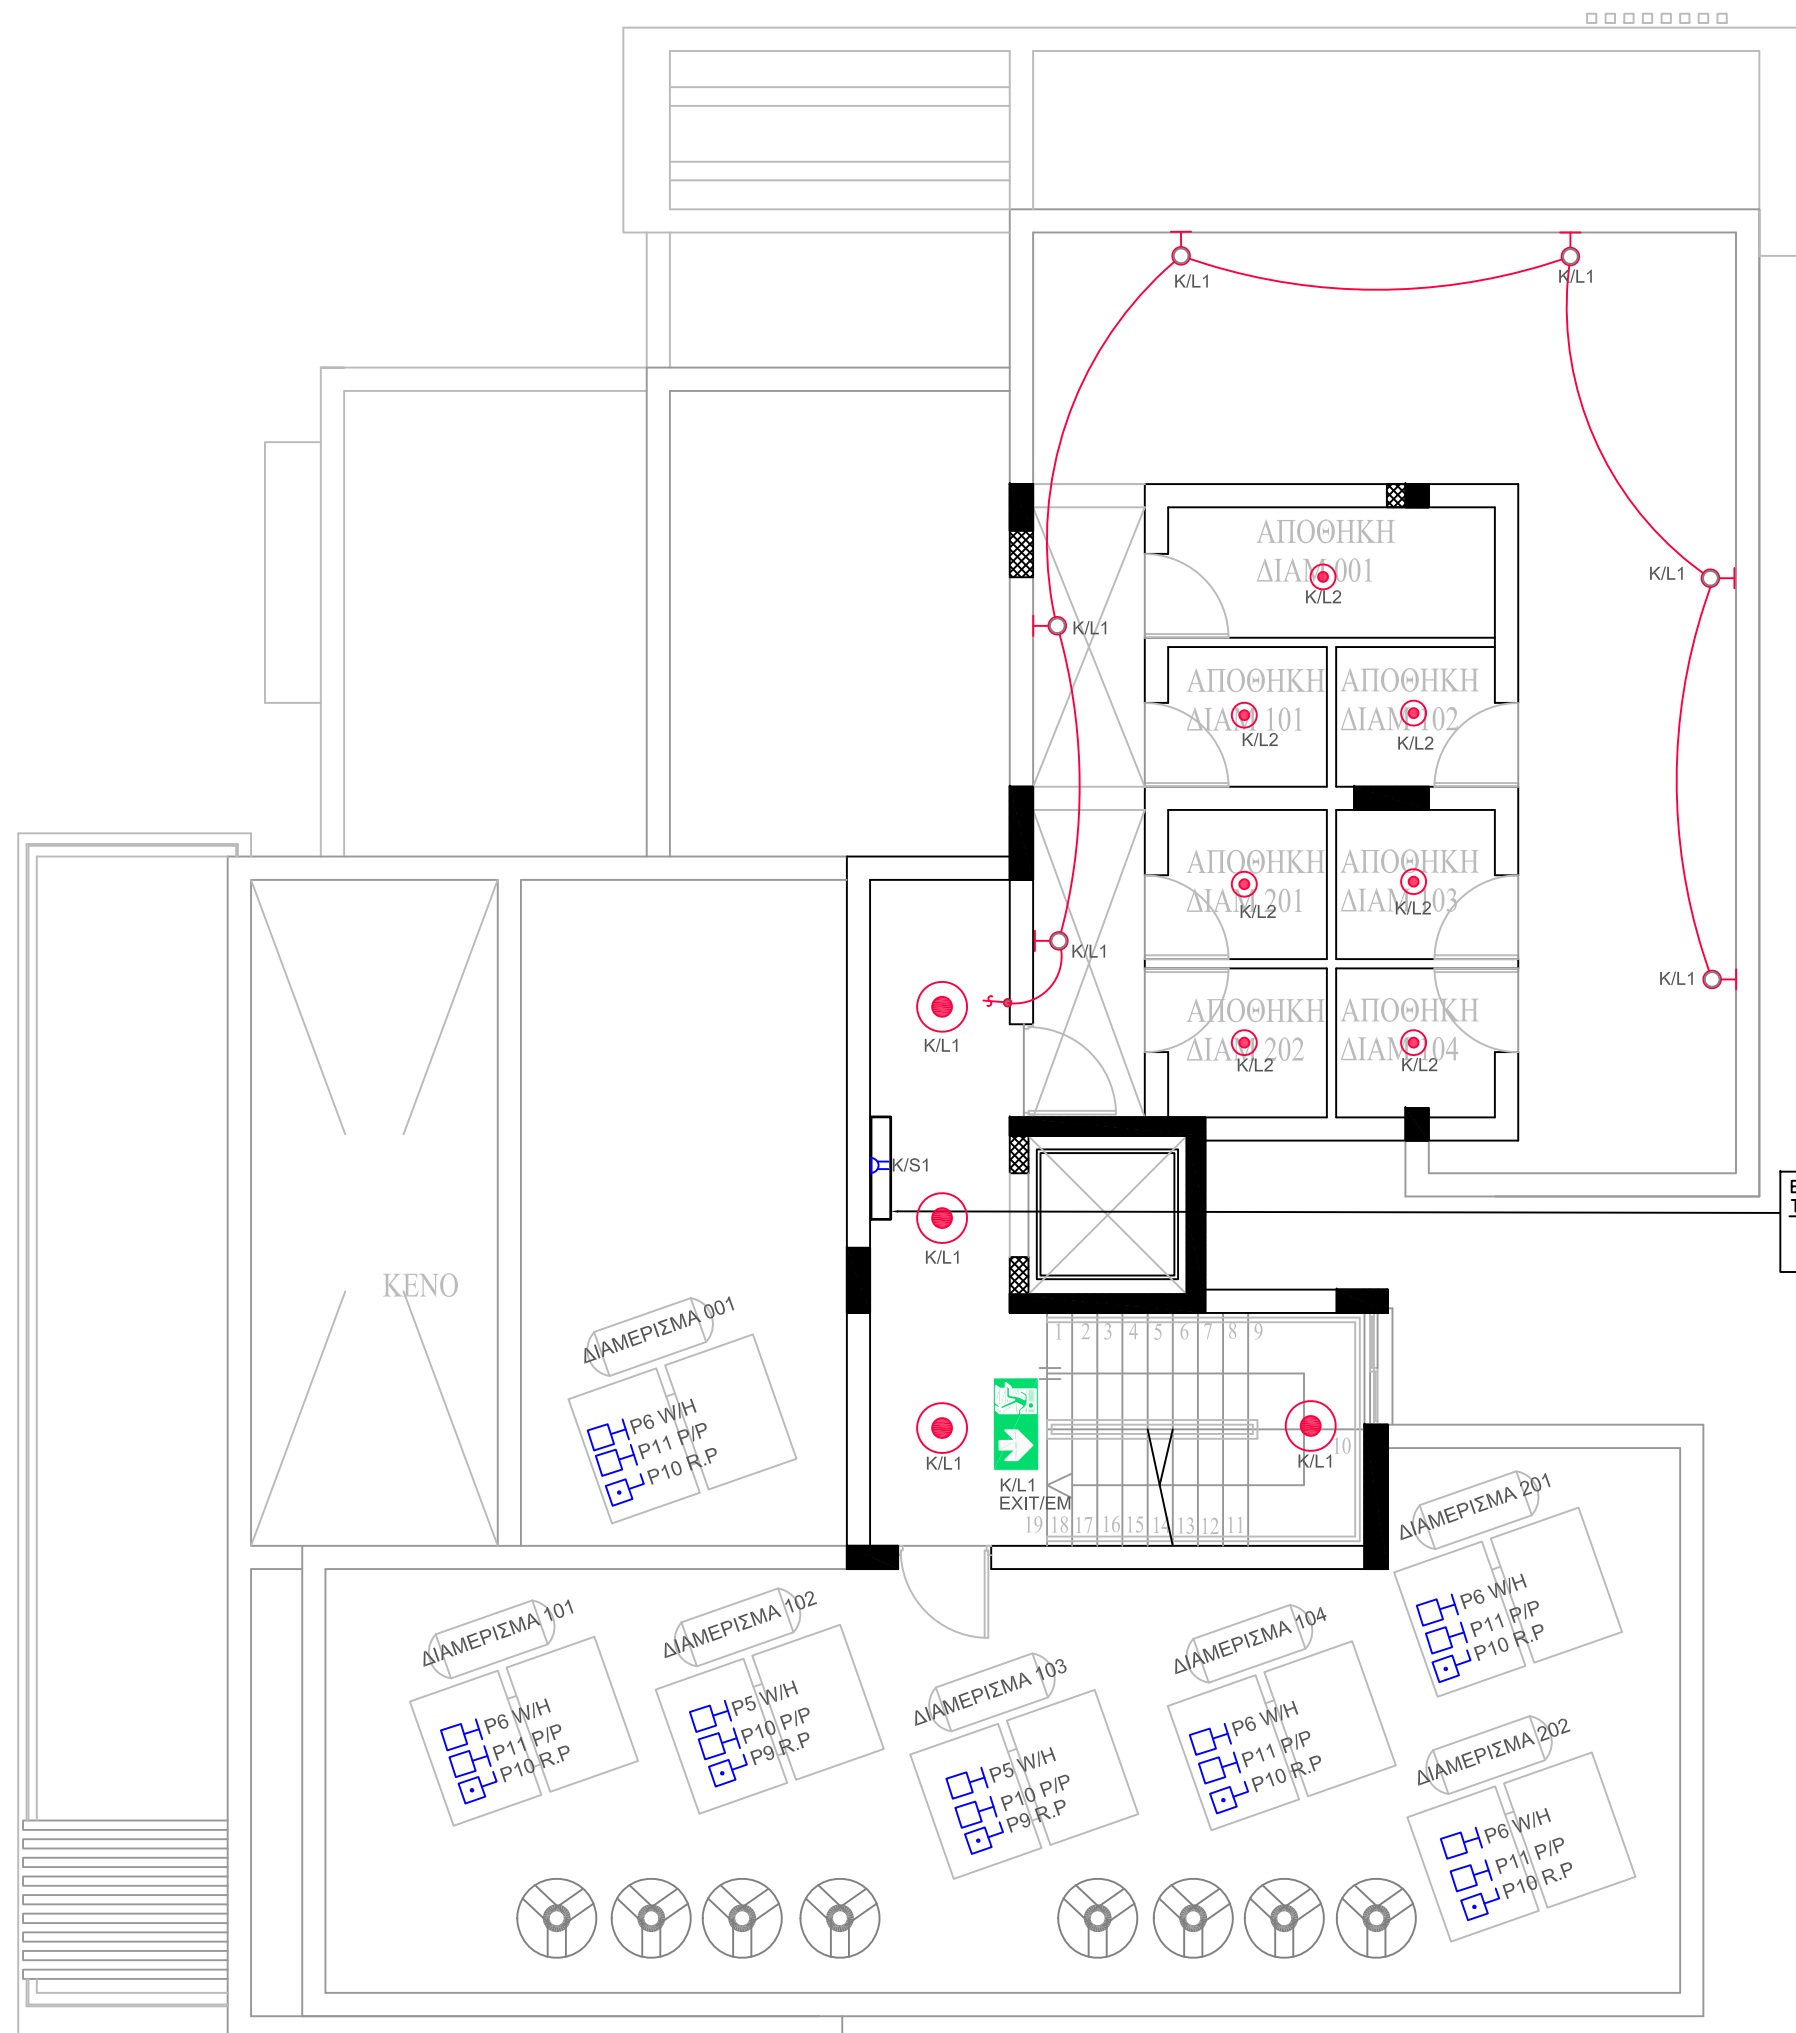 K/L1
K/L1
ΑΠΟΘΗΚΗ
ΔΙΑΜ 001
K/L2
K/L1
K/L1
ΑΠΟΘΗΚΗ
ΔΙΑΜ 101
K/L2
ΑΠΟΘΗΚΗ
ΔΙΑΜ 102
K/L2
ΑΠΟΘΗΚΗ
ΔΙΑΜ 201
K/L2
ΑΠΟΘΗΚΗ
ΔΙΑΜ 103
K/L2
K/L1
K/L1
K/L1
ΑΠΟΘΗΚΗ
ΔΙΑΜ 202
K/L2
ΑΠΟΘΗΚΗ
ΔΙΑΜ 104
K/L2
K/S1
K/L1
ΚΕΝΟ
1 2 3 4 5 6 7 8 9
10
K/L1
K/L1
K/L1
EXIT/EM
19 18 17 16 15 14 13 12 11
ΔΙΑΜΕΡΙΣΜΑ 001
P6 W/H
P11 P/P
P10 R.P
ΔΙΑΜΕΡΙΣΜΑ 201
P6 W/H
P11 P/P
P10 R.P
ΔΙΑΜΕΡΙΣΜΑ 101
P6 W/H
P11 P/P
P10 R.P
ΔΙΑΜΕΡΙΣΜΑ 102
P5 W/H
P10 P/P
P9 R.P
ΔΙΑΜΕΡΙΣΜΑ 103
P5 W/H
P10 P/P
P9 R.P
ΔΙΑΜΕΡΙΣΜΑ 104
P6 W/H
P11 P/P
P10 R.P
ΔΙΑΜΕΡΙΣΜΑ 202
P6 W/H
P11 P/P
P10 R.P